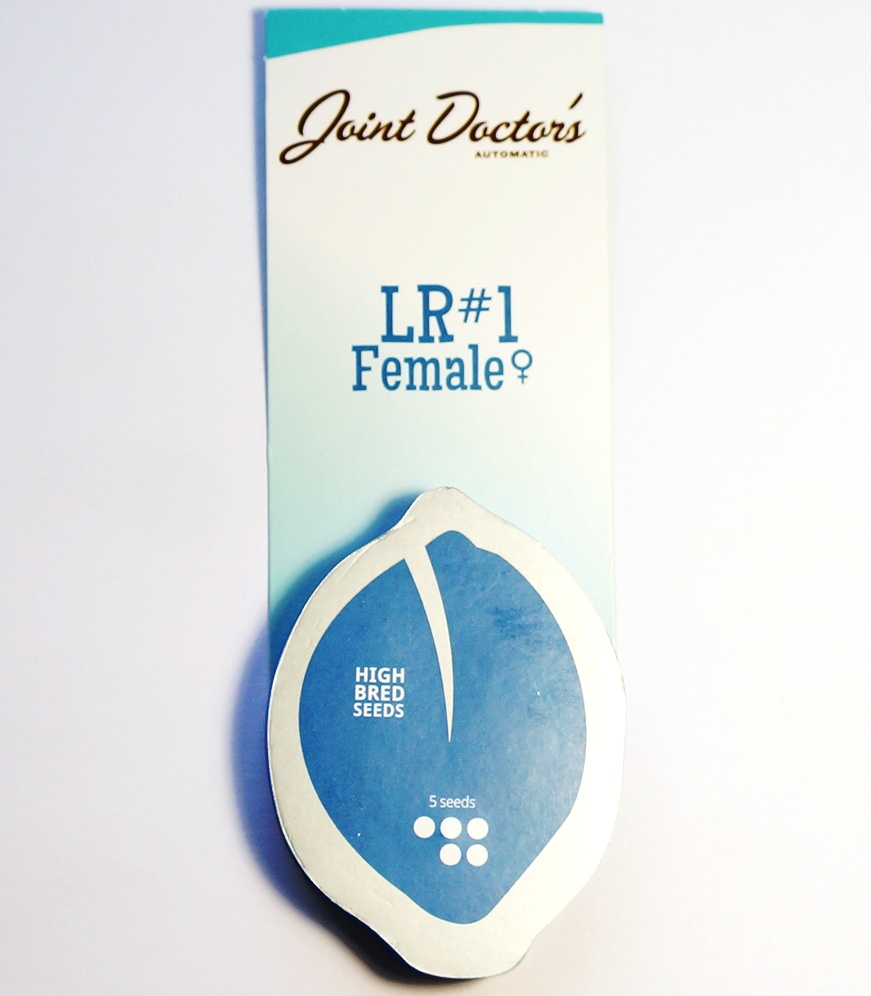 Joint Doctor's
AUTOMATIC
LR#1
Female♀
HIGH
BRED
SEEDS
5 seeds